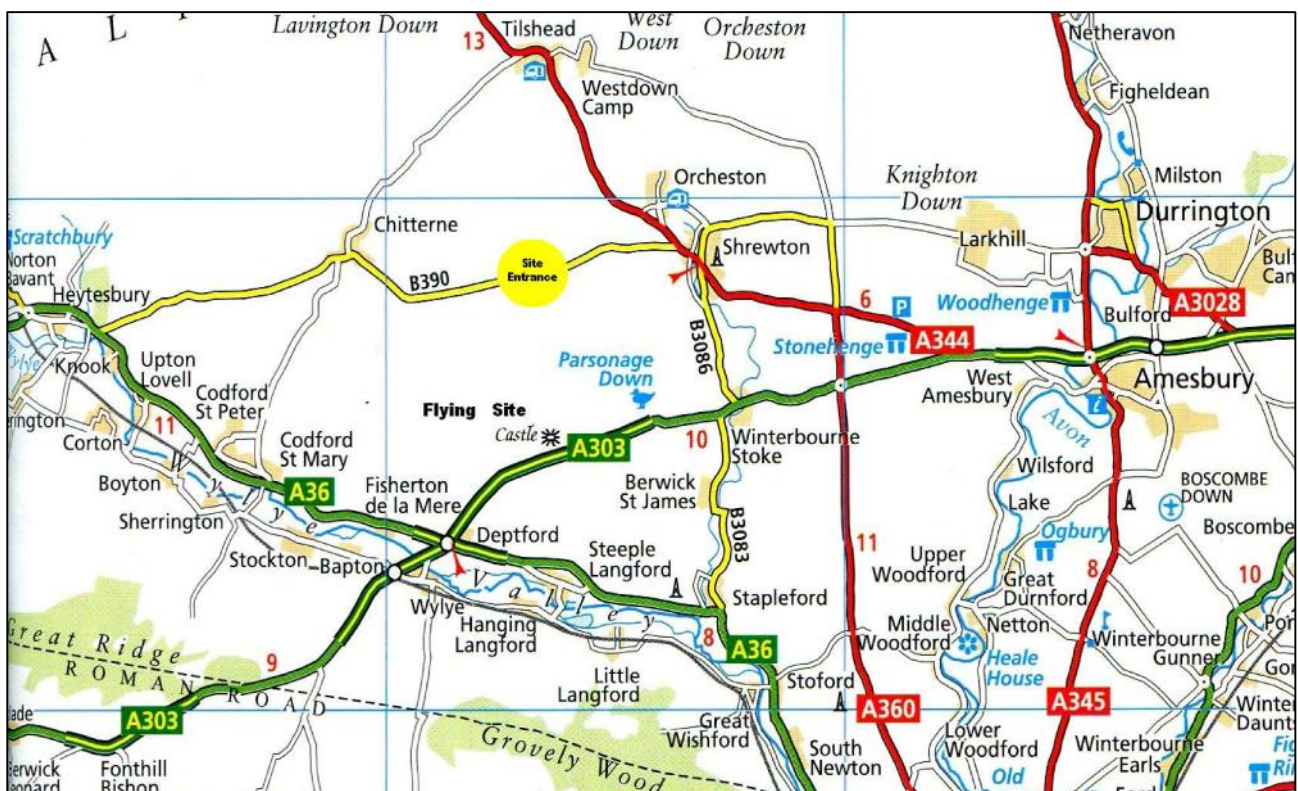 A L
Lavington Down
13
Tilshead
West
Down
Orcheston
Down
Netheravon
Westdown
Camp
Figheldean
Orcheston
Knighton
Down
Milston
Durrington
Chitterne
Scratchbury
Norton
Bavant
Heytesbury
B390
Site
Entrance
Shrewton
Larkhill
6
P
Woodhenge
Bulford
A3028
A344
Stonehenge
Knook
Upton
Lovell
Codford
St Peter
Parsonage
Down
B3086
West
Amesbury
Amesbury
i
Avon
Flying Site
Castle
A303
10
Winterbourne
Stoke
11
Corton
Codford
St Mary
Boyton
Sherrington
A36
Fisherton
de la Mere
Berwick
St James
Wilsford
Lake
BOSCOMBE
DOWN
Boscombe
Wylye
Valley
Deptford
Stockton
Bapton
B3083
Steeple
Langford
11
Ogbury
Upper
Woodford
Great
Durnford
8
10
Wylye
Hanging
Langford
Stapleford
8
A36
Middle
Woodford
Netton
Heale
House
Winterbourne
Gunner
Great Ridge
ROMAN ROAD
9
Little
Langford
Stoford
A360
A345
A303
Great
Wishford
Grovely Wood
South
Newton
Lower
Woodford
Old
Winterbourne
Earls
Fonthill
Bishop